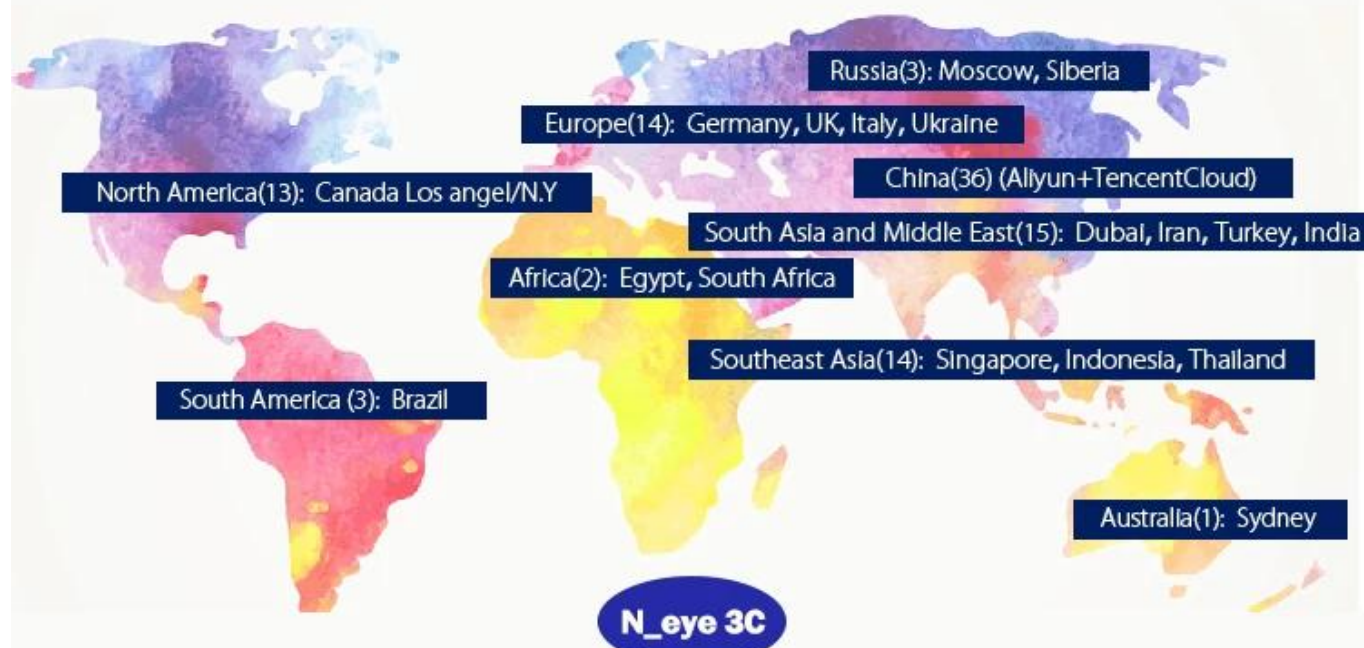 Russia(3): Moscow, Siberia
Europe(14): Germany, UK, Italy, Ukraine
China(36) (Aliyun+TencentCloud)
North America(13): Canada Los angel/N.Y
South Asia and Middle East(15): Dubai, Iran, Turkey, India
Africa(2): Egypt, South Africa
Southeast Asia(14): Singapore, Indonesia, Thailand
South America (3): Brazil
Australia(1): Sydney
N_eye 3C